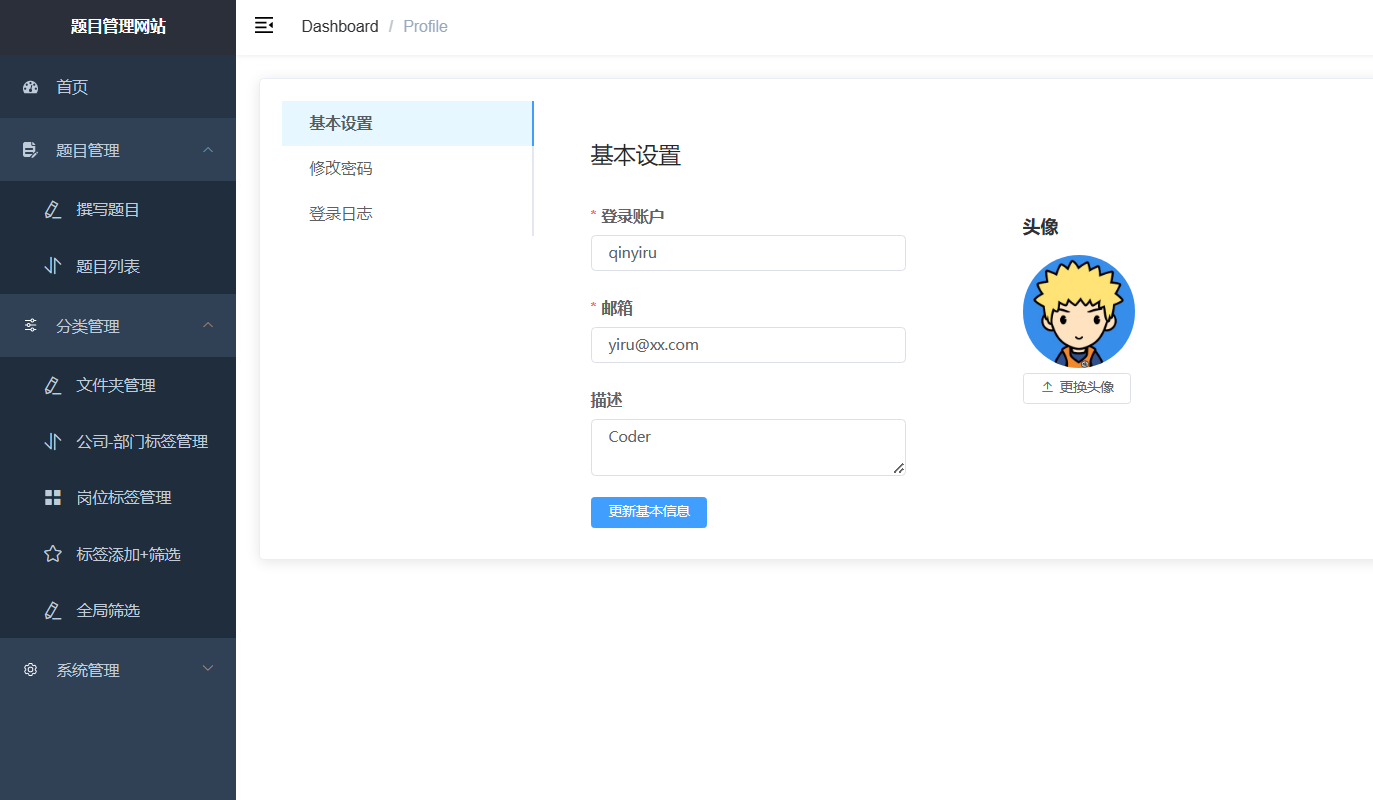 题目管理网站
首页
题目管理
撰写题目
题目列表
分类管理
文件夹管理
公司-部门标签管理
岗位标签管理
标签添加+筛选
全局筛选
系统管理
Dashboard / Profile
基本设置
修改密码
登录日志
基本设置
* 登录账户
qinyiru
* 邮箱
yiru@xx.com
描述
Coder
更新基本信息
头像
更换头像